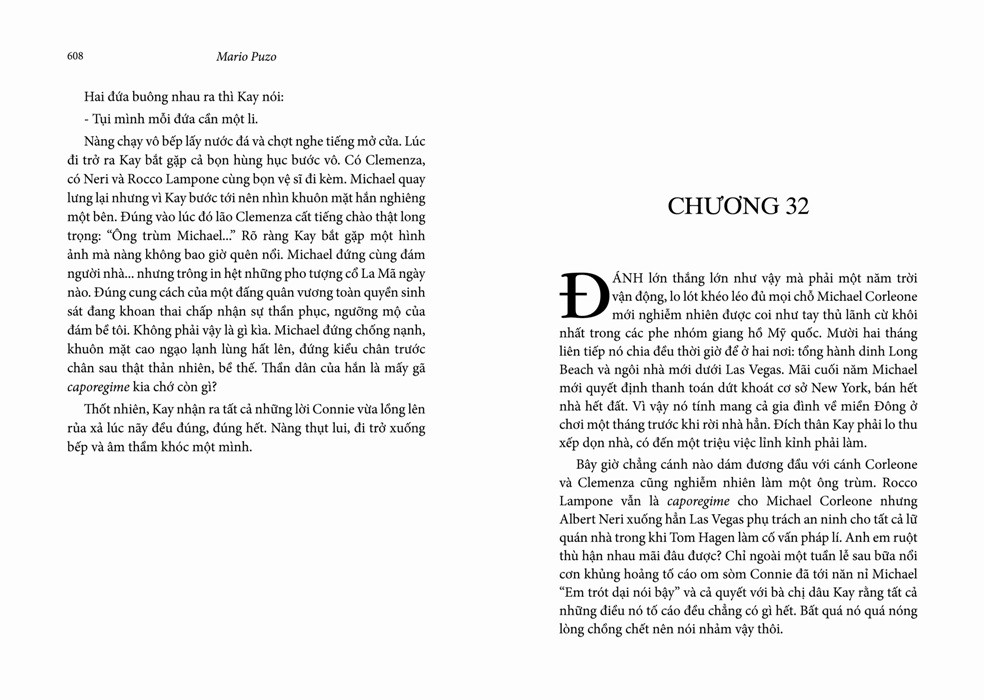 608
Mario Puzo
Hai đứa buông nhau ra thì Kay nói:
- Tụi mình mỗi đứa cần một li.
Nàng chạy vô bếp lấy nước đá và chợt nghe tiếng mở cửa. Lúc
đi trở ra Kay bắt gặp cả bọn hùng hục bước vô. Có Clemenza,
có Neri và Rocco Lampone cùng bọn vệ sĩ đi kèm. Michael quay
lưng lại nhưng vì Kay bước tới nên nhìn khuôn mặt hắn nghiêng
một bên. Đúng vào lúc đó lão Clemenza cất tiếng chào thật long
trọng: “Ông trùm Michael...” Rõ ràng Kay bắt gặp một hình
ảnh mà nàng không bao giờ quên nổi. Michael đứng cùng đám
người nhà... nhưng trông in hệt những pho tượng cổ La Mã ngày
nào. Đúng cung cách của một đấng quân vương toàn quyền sinh
sát đang khoan thai chấp nhận sự thần phục, ngưỡng mộ của
đám bề tôi. Không phải vậy là gì kìa. Michael đứng chống nạnh,
khuôn mặt cao ngạo lạnh lùng hất lên, đứng kiểu chân trước
chân sau thật thản nhiên, bề thế. Thần dân của hắn là mấy gã
caporegime kia chớ còn gì?
Thốt nhiên, Kay nhận ra tất cả những lời Connie vừa lồng lên
rủa xả lúc nãy đều đúng, đúng hết. Nàng thụt lui, đi trở xuống
bếp và âm thầm khóc một mình.
CHƯƠNG 32
ĐÁNH lớn thắng lớn như vậy mà phải một năm trời
vận động, lo lót khéo léo đủ mọi chỗ Michael Corleone
mới nghiễm nhiên được coi như tay thủ lãnh cừ khôi
nhất trong các phe nhóm giang hồ Mỹ quốc. Mười hai tháng
liên tiếp nó chia đều thời giờ để ở hai nơi: tổng hành dinh Long
Beach và ngôi nhà mới dưới Las Vegas. Mãi cuối năm Michael
mới quyết định thanh toán dứt khoát cơ sở New York, bán hết
nhà hết đất. Vì vậy nó tính mang cả gia đình về miền Đông ở
chơi một tháng trước khi rời nhà hẳn. Đích thân Kay phải lo thu
xếp dọn nhà, có đến một triệu việc lỉnh kỉnh phải làm.
Bây giờ chẳng cánh nào dám đương đầu với cánh Corleone
và Clemenza cũng nghiễm nhiên làm một ông trùm. Rocco
Lampone vẫn là caporegime cho Michael Corleone nhưng
Albert Neri xuống hẳn Las Vegas phụ trách an ninh cho tất cả lữ
quán nhà trong khi Tom Hagen làm cố vấn pháp lí. Anh em ruột
thù hận nhau mãi đâu được? Chỉ ngoài một tuần lễ sau bữa nổi
cơn khủng hoảng tố cáo om sòm Connie đã tới năn nỉ Michael
“Em trót dại nói bậy” và cả quyết với bà chị dâu Kay rằng tất cả
những điều nó tố cáo đều chẳng có gì hết. Bất quá nó quá nóng
lòng chồng chết nên nói nhảm vậy thôi.